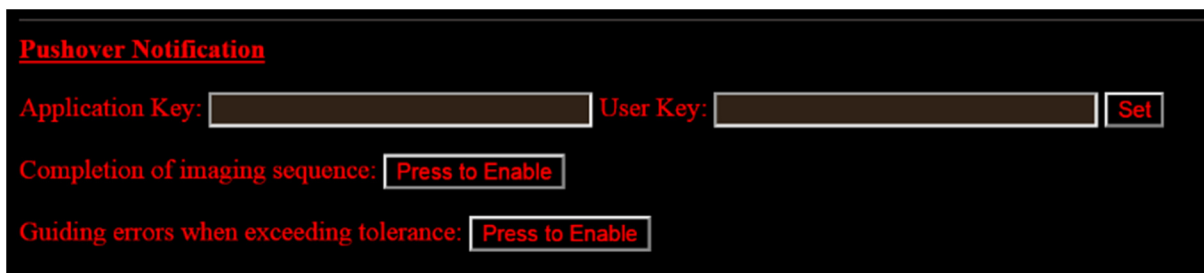 Pushover Notification
Application Key: User Key: Set
Completion of imaging sequence: Press to Enable
Guiding errors when exceeding tolerance: Press to Enable